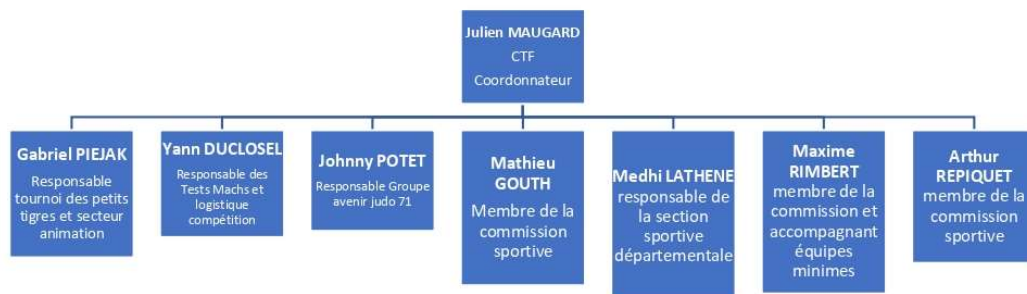 Julien MAUGARD
CTF
Coordonnateur
Gabriel PIEJAK
Responsable
tournoi des petits
tigres et secteur
animation
Yann DUCLOSEL
Responsable des
Tests Machs et
logistique
compétition
Johnny POTET
Responsable Groupe
avenir judo 71
Mathieu
GOUTH
Membre de la
commission
sportive
Medhi LATHENE
responsable de
la section
sportive
départementale
Maxime
RIMBERT
membre de la
commission et
accompagnant
équipes
minimes
Arthur
REPIQUET
membre de la
commission
sportive